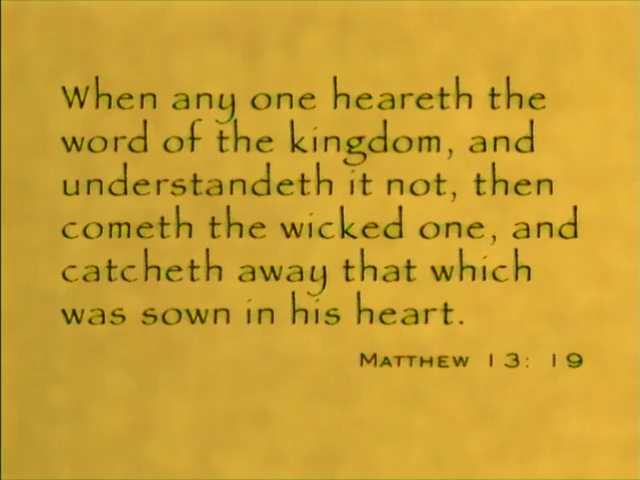 When any one heareth the
word of the kingdom, and
understandeth it not, then
cometh the wicked one, and
catcheth away that which
was sown in his heart.
Matthew 13: 19